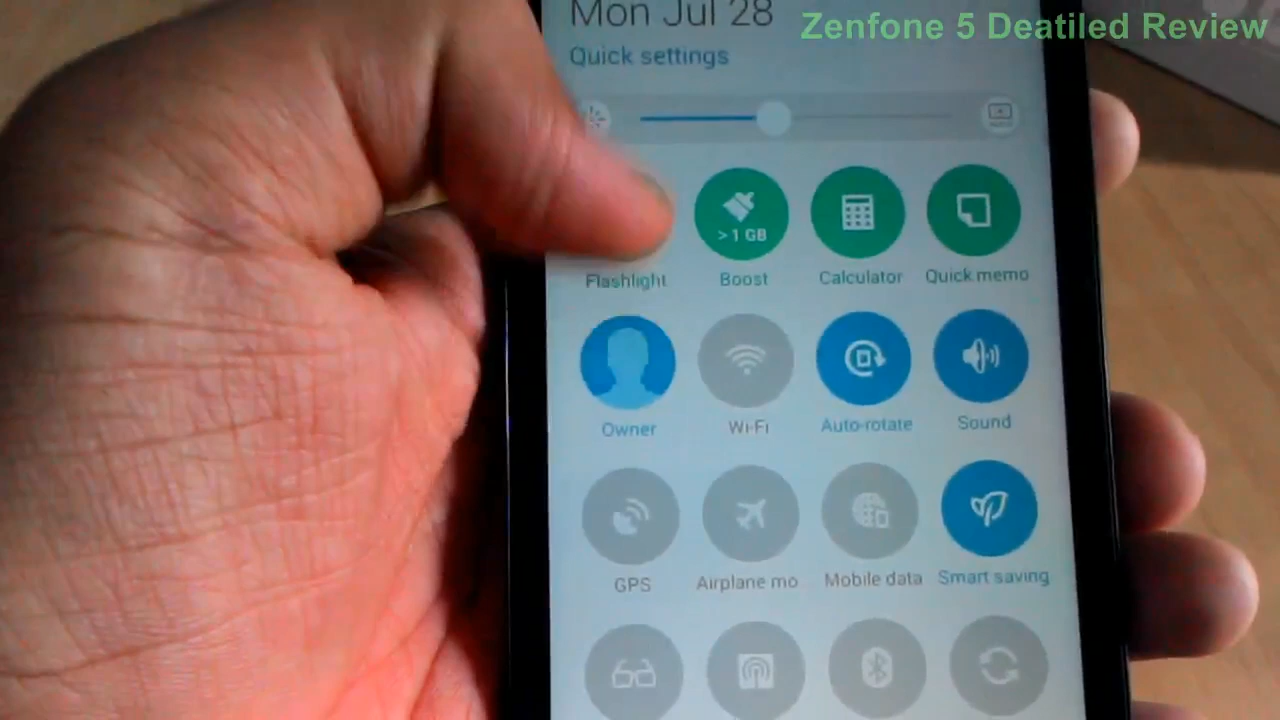 Mon Jul 28
Zenfone 5 Deatiled Review
Quick settings
> 1 GB
Flashlight
Boost
Calculator
Quick memo
Owner
Wi-Fi
Auto-rotate
Sound
GPS
Airplane mo
Mobile data
Smart saving